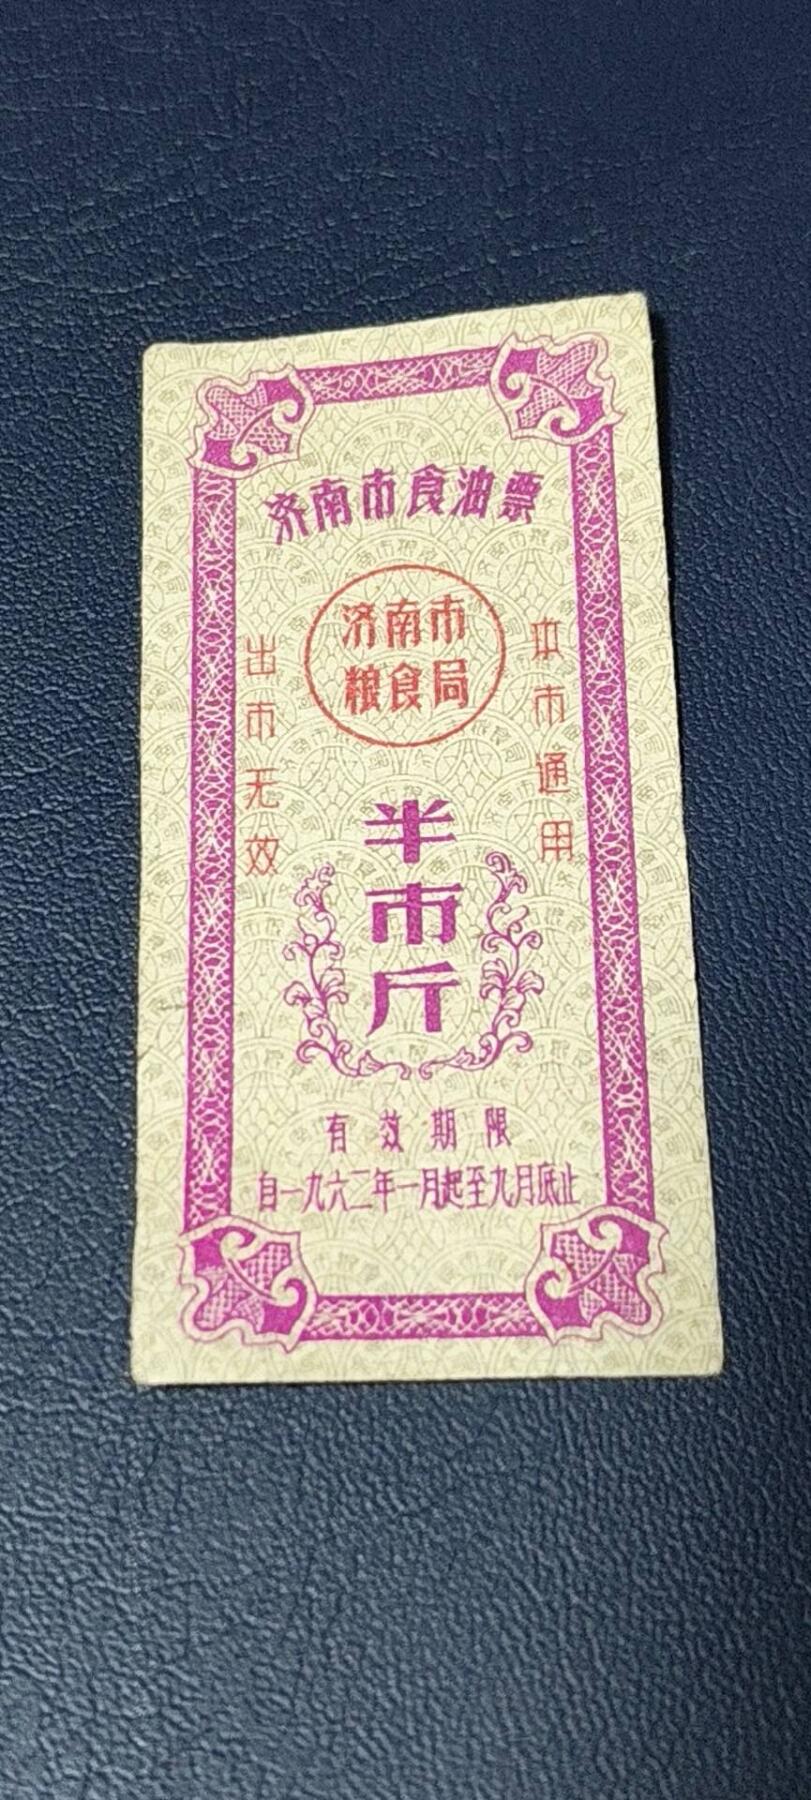 济南市食油票
济南市
粮食局
本市通用
出市无效
半市斤
有效期限
自一九六二年一月起至九月底止